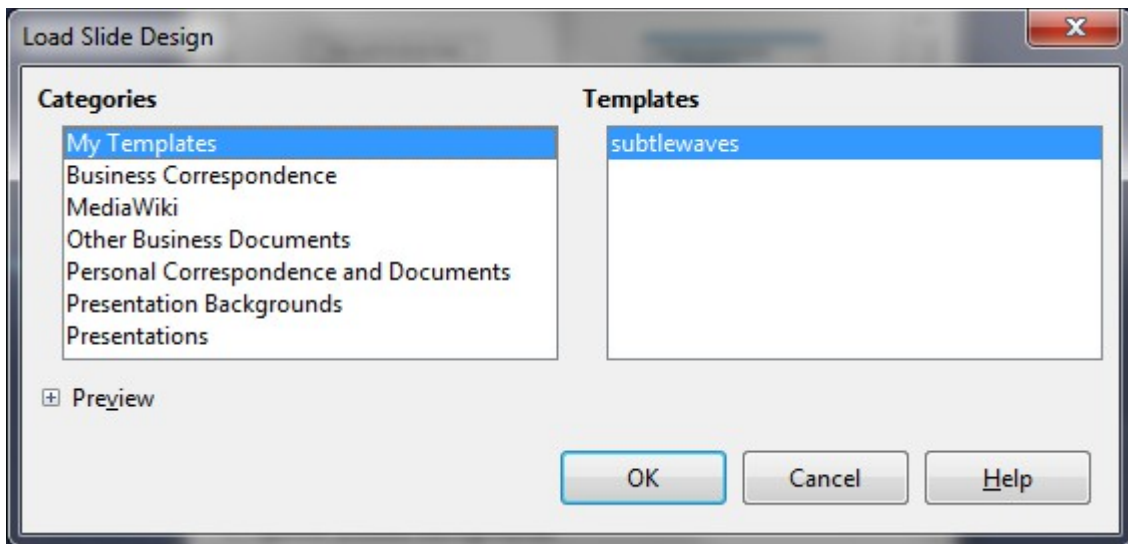 Load Slide Design
Categories
My Templates
Business Correspondence
MediaWiki
Other Business Documents
Personal Correspondence and Documents
Presentation Backgrounds
Presentations
Templates
subtlewaves
Preview
OK
Cancel
Help